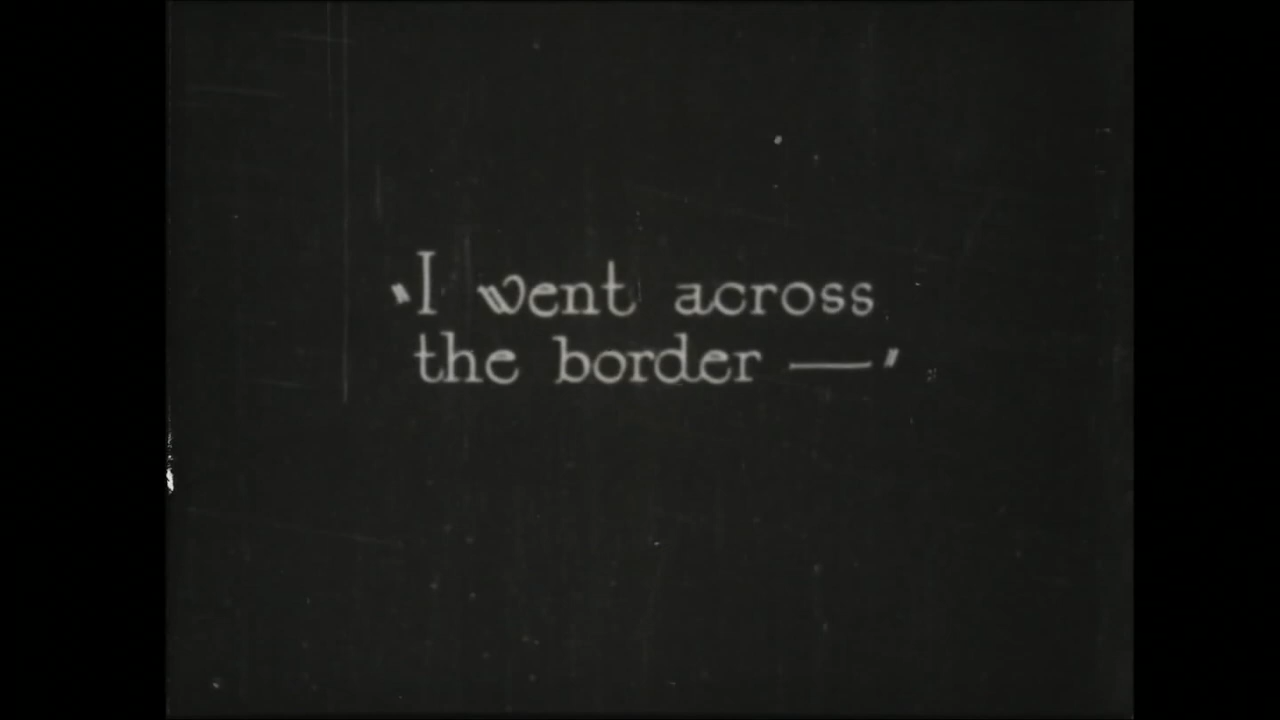 "I went across
the border —"